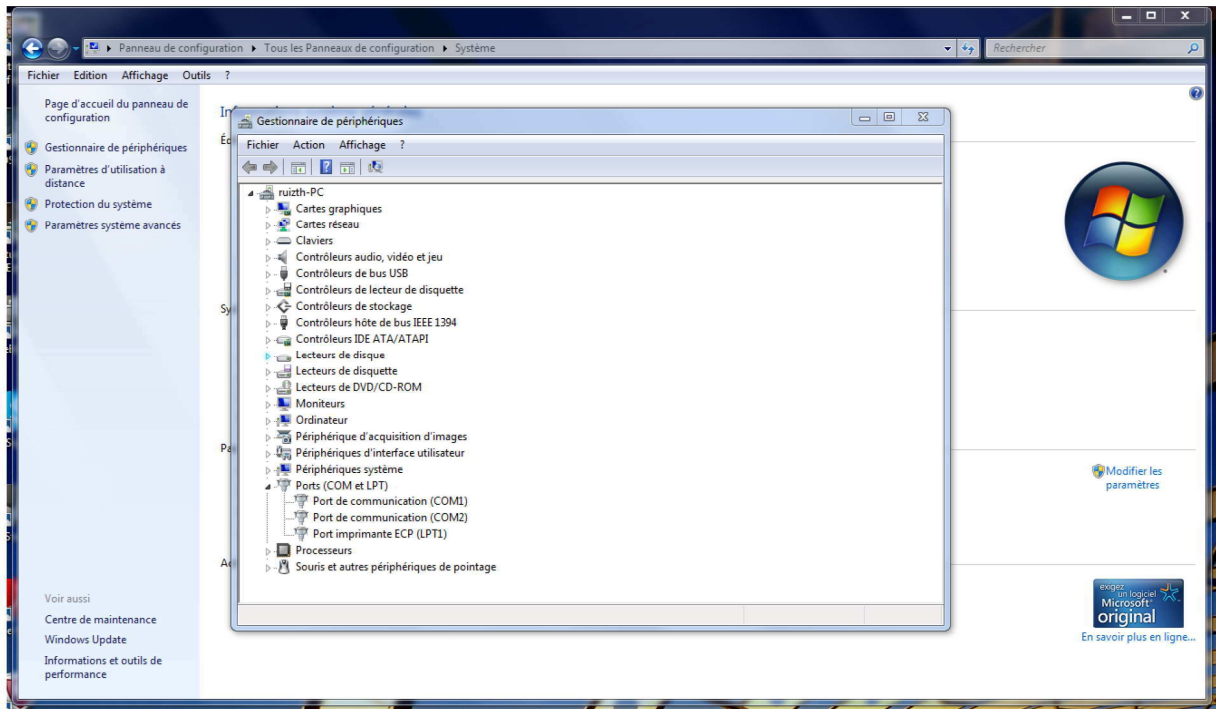 Panneau de configuration ▸ Tous les Panneaux de configuration ▸ Système
Rechercher
Fichier Edition Affichage Outils ?
Page d'accueil du panneau de
configuration
Gestionnaire de périphériques
Paramètres d'utilisation à
distance
Protection du système
Paramètres système avancés
Gestionnaire de périphériques
Fichier Action Affichage ?
ruizth-PC
Cartes graphiques
Cartes réseau
Claviers
Contrôleurs audio, vidéo et jeu
Contrôleurs de bus USB
Contrôleurs de lecteur de disquette
Contrôleurs de stockage
Contrôleurs hôte de bus IEEE 1394
Contrôleurs IDE ATA/ATAPI
Lecteurs de disque
Lecteurs de disquette
Lecteurs de DVD/CD-ROM
Moniteurs
Ordinateur
Périphérique d'acquisition d'images
Périphériques d'interface utilisateur
Périphériques système
Ports (COM et LPT)
Port de communication (COM1)
Port de communication (COM2)
Port imprimante ECP (LPT1)
Processeurs
Souris et autres périphériques de pointage
Modifier les
paramètres
exigez
un logiciel
Microsoft
original
En savoir plus en ligne...
Voir aussi
Centre de maintenance
Windows Update
Informations et outils de
performance